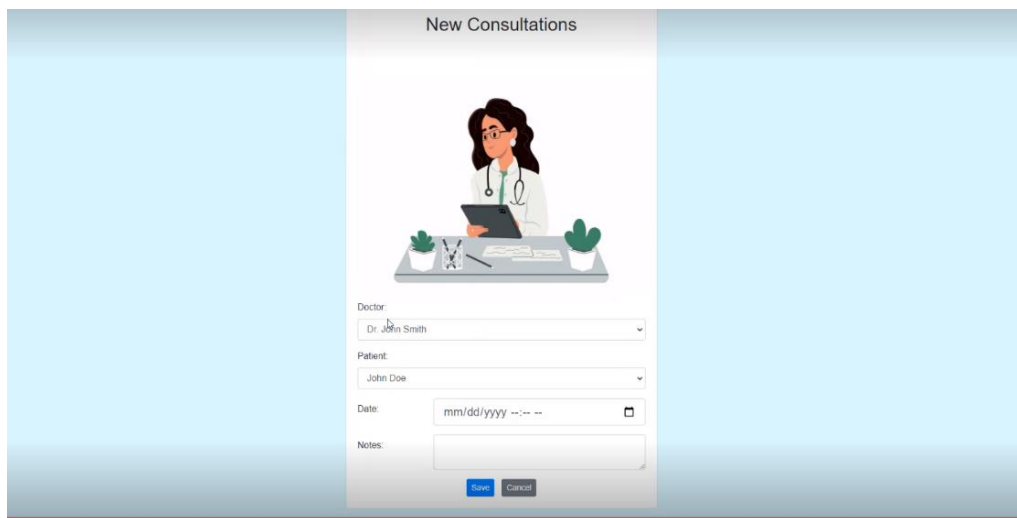 New Consultations
Doctor:
Dr. John Smith
Patient:
John Doe
Date:
mm/dd/yyyy --:-- --
Notes:
Save Cancel